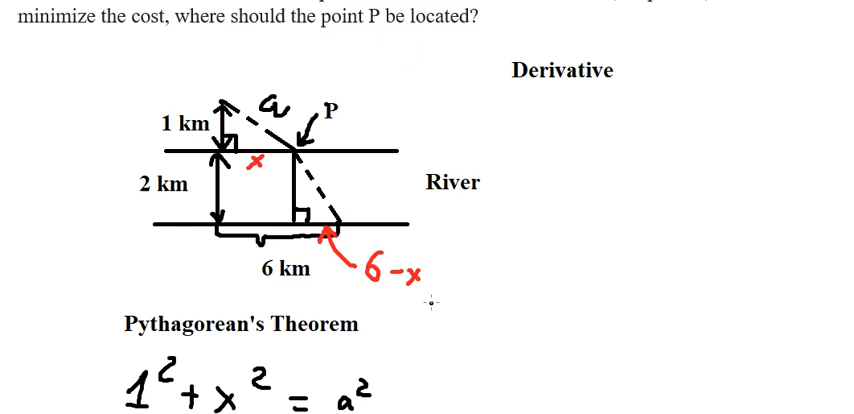 minimize the cost, where should the point P be located?
Derivative
a
P
1 km
x
2 km
River
6 km
6-x
Pythagorean's Theorem
1² + x² = a²